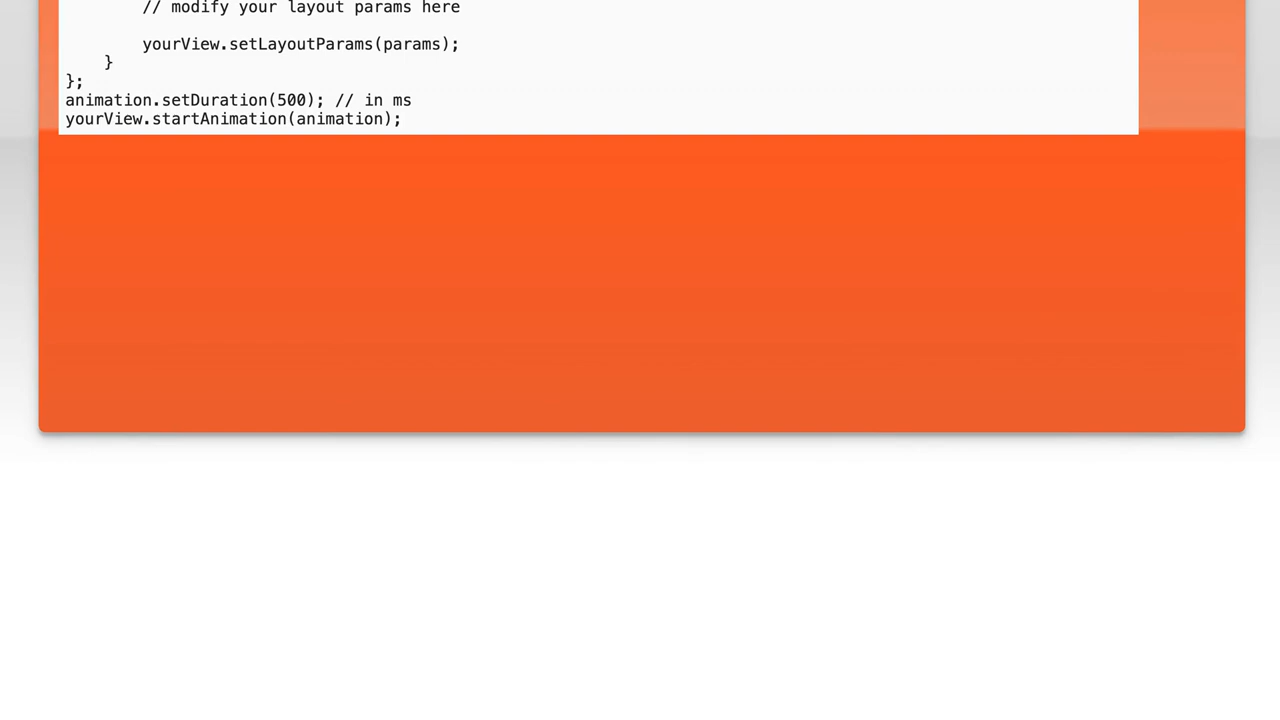 // modify your layout params here
yourView.setLayoutParams(params);
}
};
animation.setDuration(500); // in ms
yourView.startAnimation(animation);